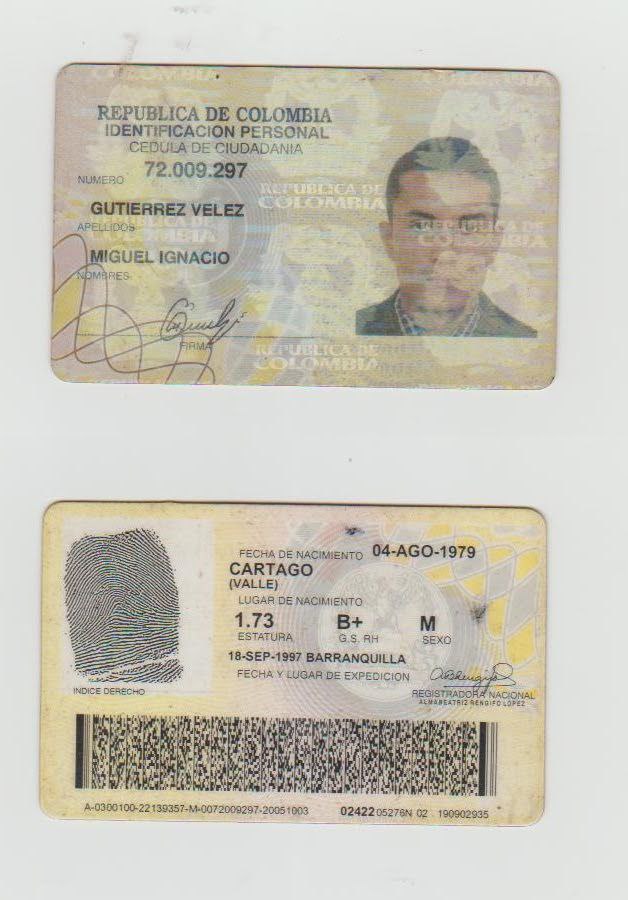 REPUBLICA DE COLOMBIA
IDENTIFICACION PERSONAL
CEDULA DE CIUDADANIA
NUMERO 72.009.297
GUTIERREZ VELEZ
APELLIDOS
MIGUEL IGNACIO
NOMBRES
FIRMA
REPUBLICA DE
COLOMBIA
REPUBLICA DE
COLOMBIA
REPUBLICA DE
COLOMBIA
FECHA DE NACIMIENTO 04-AGO-1979
CARTAGO
(VALLE)
LUGAR DE NACIMIENTO
1.73 B+ M
ESTATURA G.S. RH SEXO
18-SEP-1997 BARRANQUILLA
FECHA Y LUGAR DE EXPEDICION
REGISTRADORA NACIONAL
ALMABEATRIZ RENGIFO LOPEZ
INDICE DERECHO
A-0300100-22139357-M-0072009297-20051003 02422 05276N 02 190902935